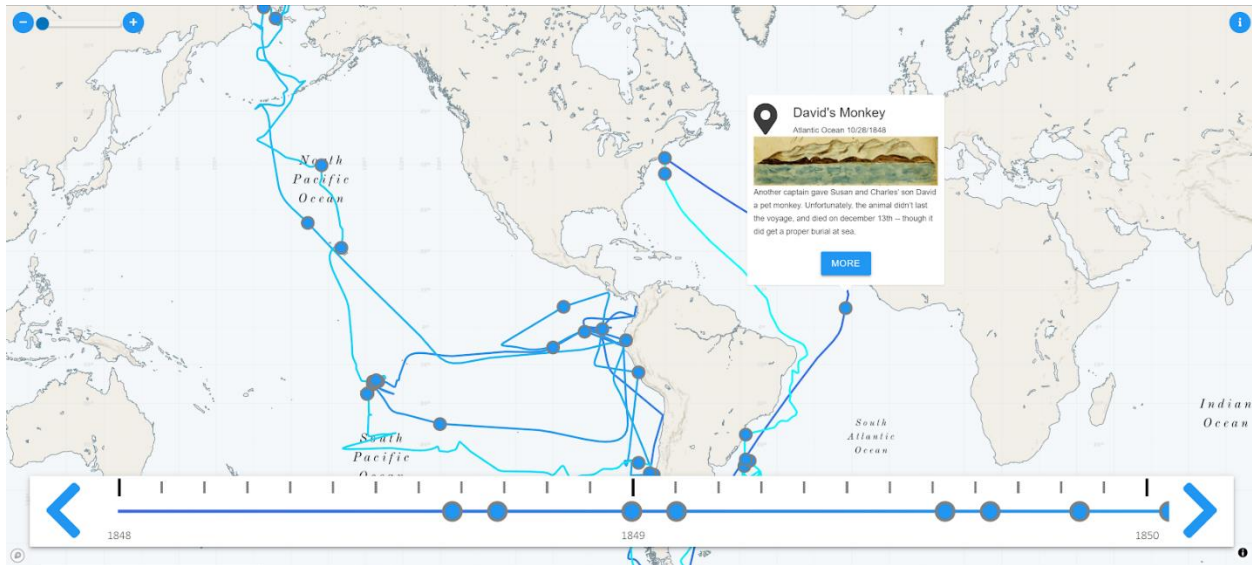 North
Pacific
Ocean
David's Monkey
Atlantic Ocean 10/28/1848
Another captain gave Susan and Charles' son David
a pet monkey. Unfortunately, the animal didn't last
the voyage, and died on december 13th -- though it
did get a proper burial at sea.
MORE
Indian
Ocean
South
Atlantic
Ocean
South
Pacific
Ocean
1848
1849
1850